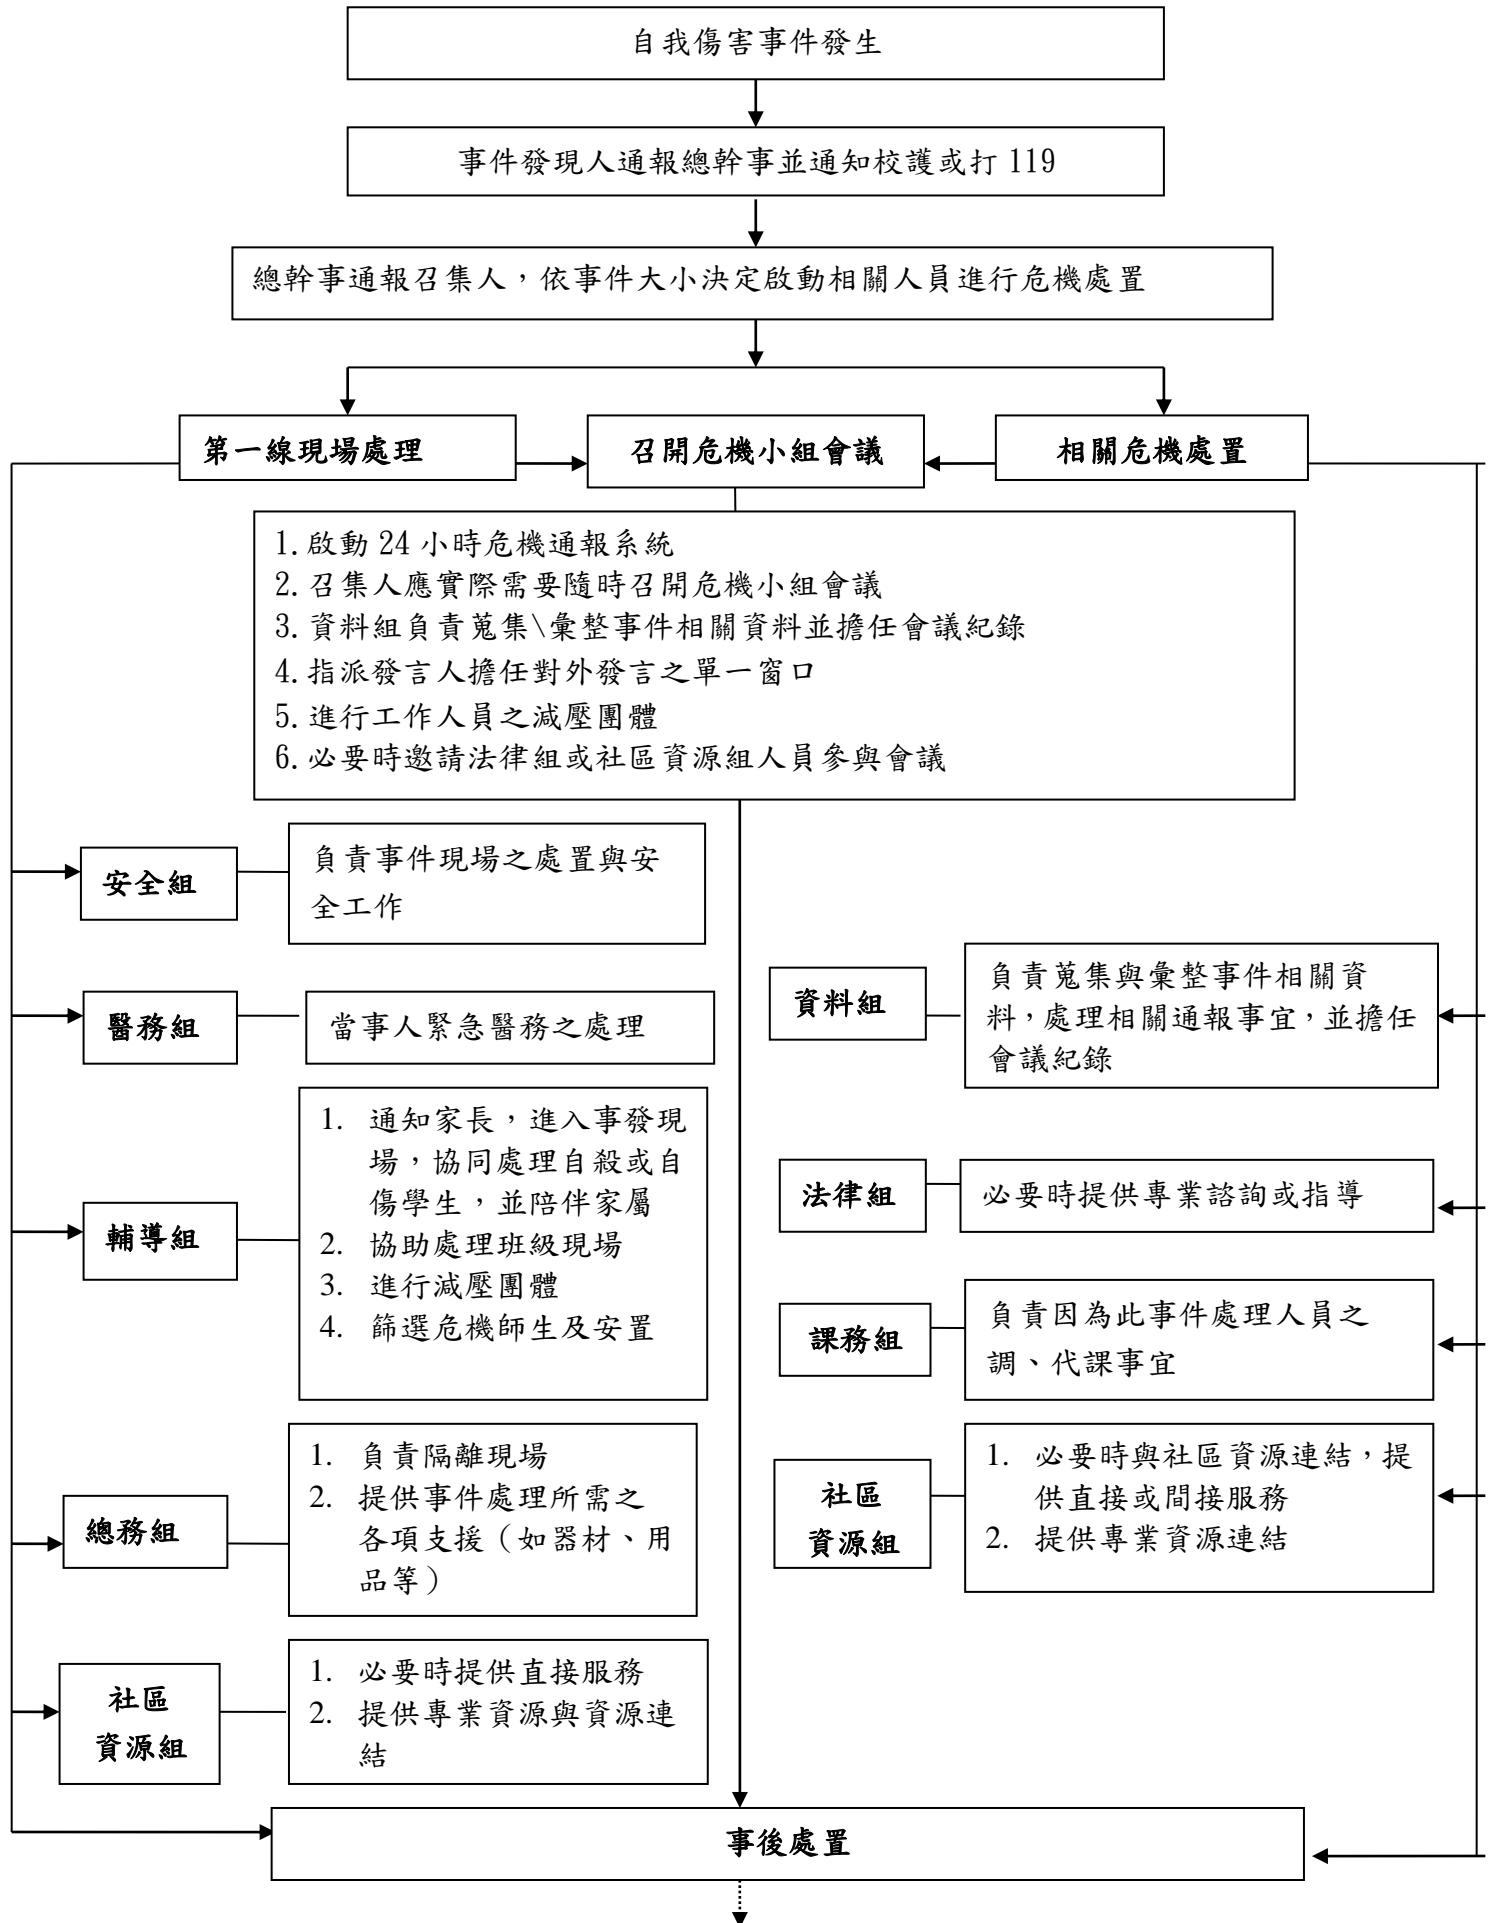 自我傷害事件發生
事件發現人通報總幹事並通知校護或打 119
總幹事通報召集人，依事件大小決定啟動相關人員進行危機處置
第一線現場處理
召開危機小組會議
相關危機處置
1.啟動 24 小時危機通報系統
2.召集人應實際需要隨時召開危機小組會議
3.資料組負責蒐集\彙整事件相關資料並擔任會議紀錄
4.指派發言人擔任對外發言之單一窗口
5.進行工作人員之減壓團體
6.必要時邀請法律組或社區資源組人員參與會議
安全組
負責事件現場之處置與安
全工作
醫務組
當事人緊急醫務之處理
輔導組
1. 通知家長，進入事發現
場，協同處理自殺或自
傷學生，並陪伴家屬
2. 協助處理班級現場
3. 進行減壓團體
4. 篩選危機師生及安置
總務組
1. 負責隔離現場
2. 提供事件處理所需之
各項支援（如器材、用
品等）
社區
資源組
1. 必要時提供直接服務
2. 提供專業資源與資源連
結
資料組
負責蒐集與彙整事件相關資
料，處理相關通報事宜，並擔任
會議紀錄
法律組
必要時提供專業諮詢或指導
課務組
負責因為此事件處理人員之
調、代課事宜
社區
資源組
1. 必要時與社區資源連結，提
供直接或間接服務
2. 提供專業資源連結
事後處置